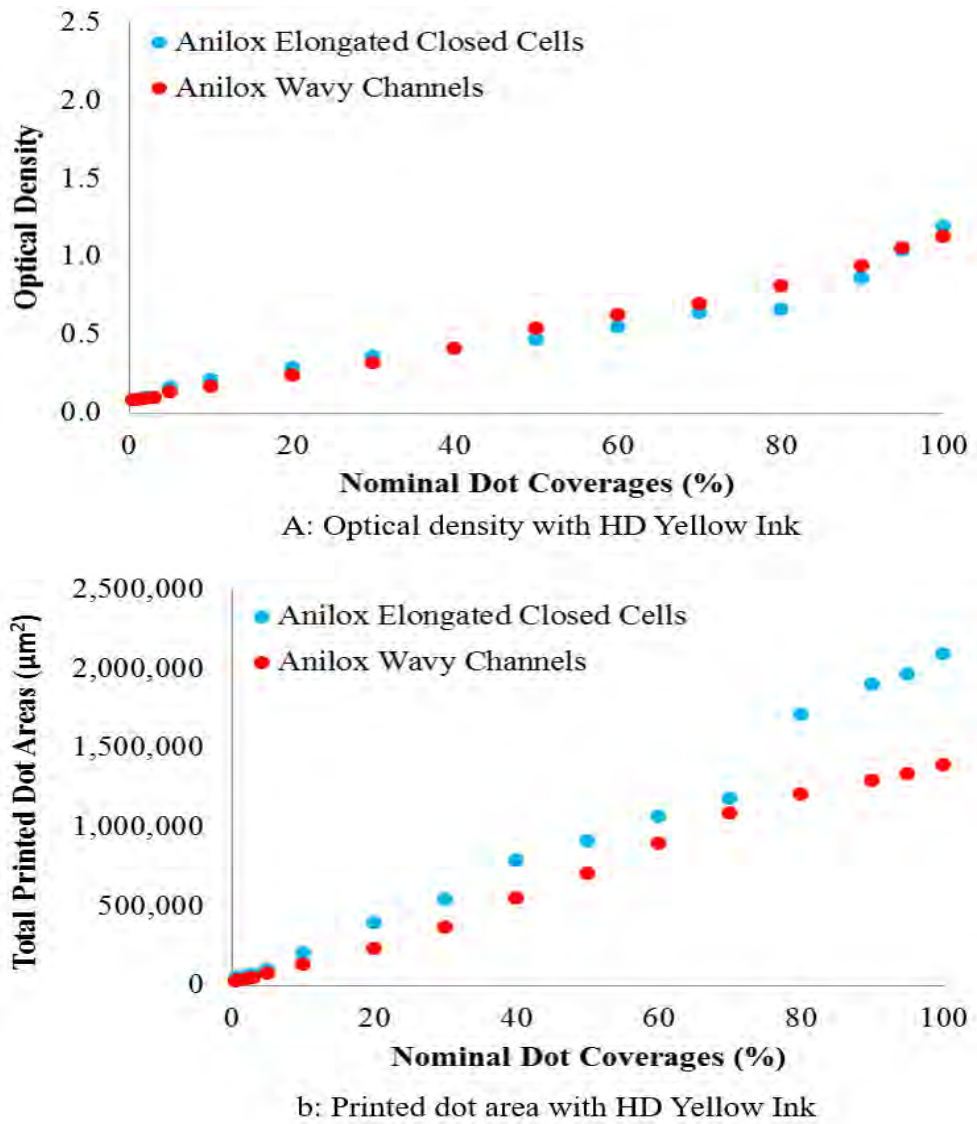 2.5
Anilox Elongated Closed Cells
2.0
Anilox Wavy Channels
1.5
Optical Density
1.0
0.5
0.0
0 20 40 60 80 100
Nominal Dot Coverages (%)
A: Optical density with HD Yellow Ink
2,500,000
Anilox Elongated Closed Cells
2,000,000
Anilox Wavy Channels
1,500,000
Total Printed Dot Areas (µm²)
1,000,000
500,000
0
0 20 40 60 80 100
Nominal Dot Coverages (%)
b: Printed dot area with HD Yellow Ink